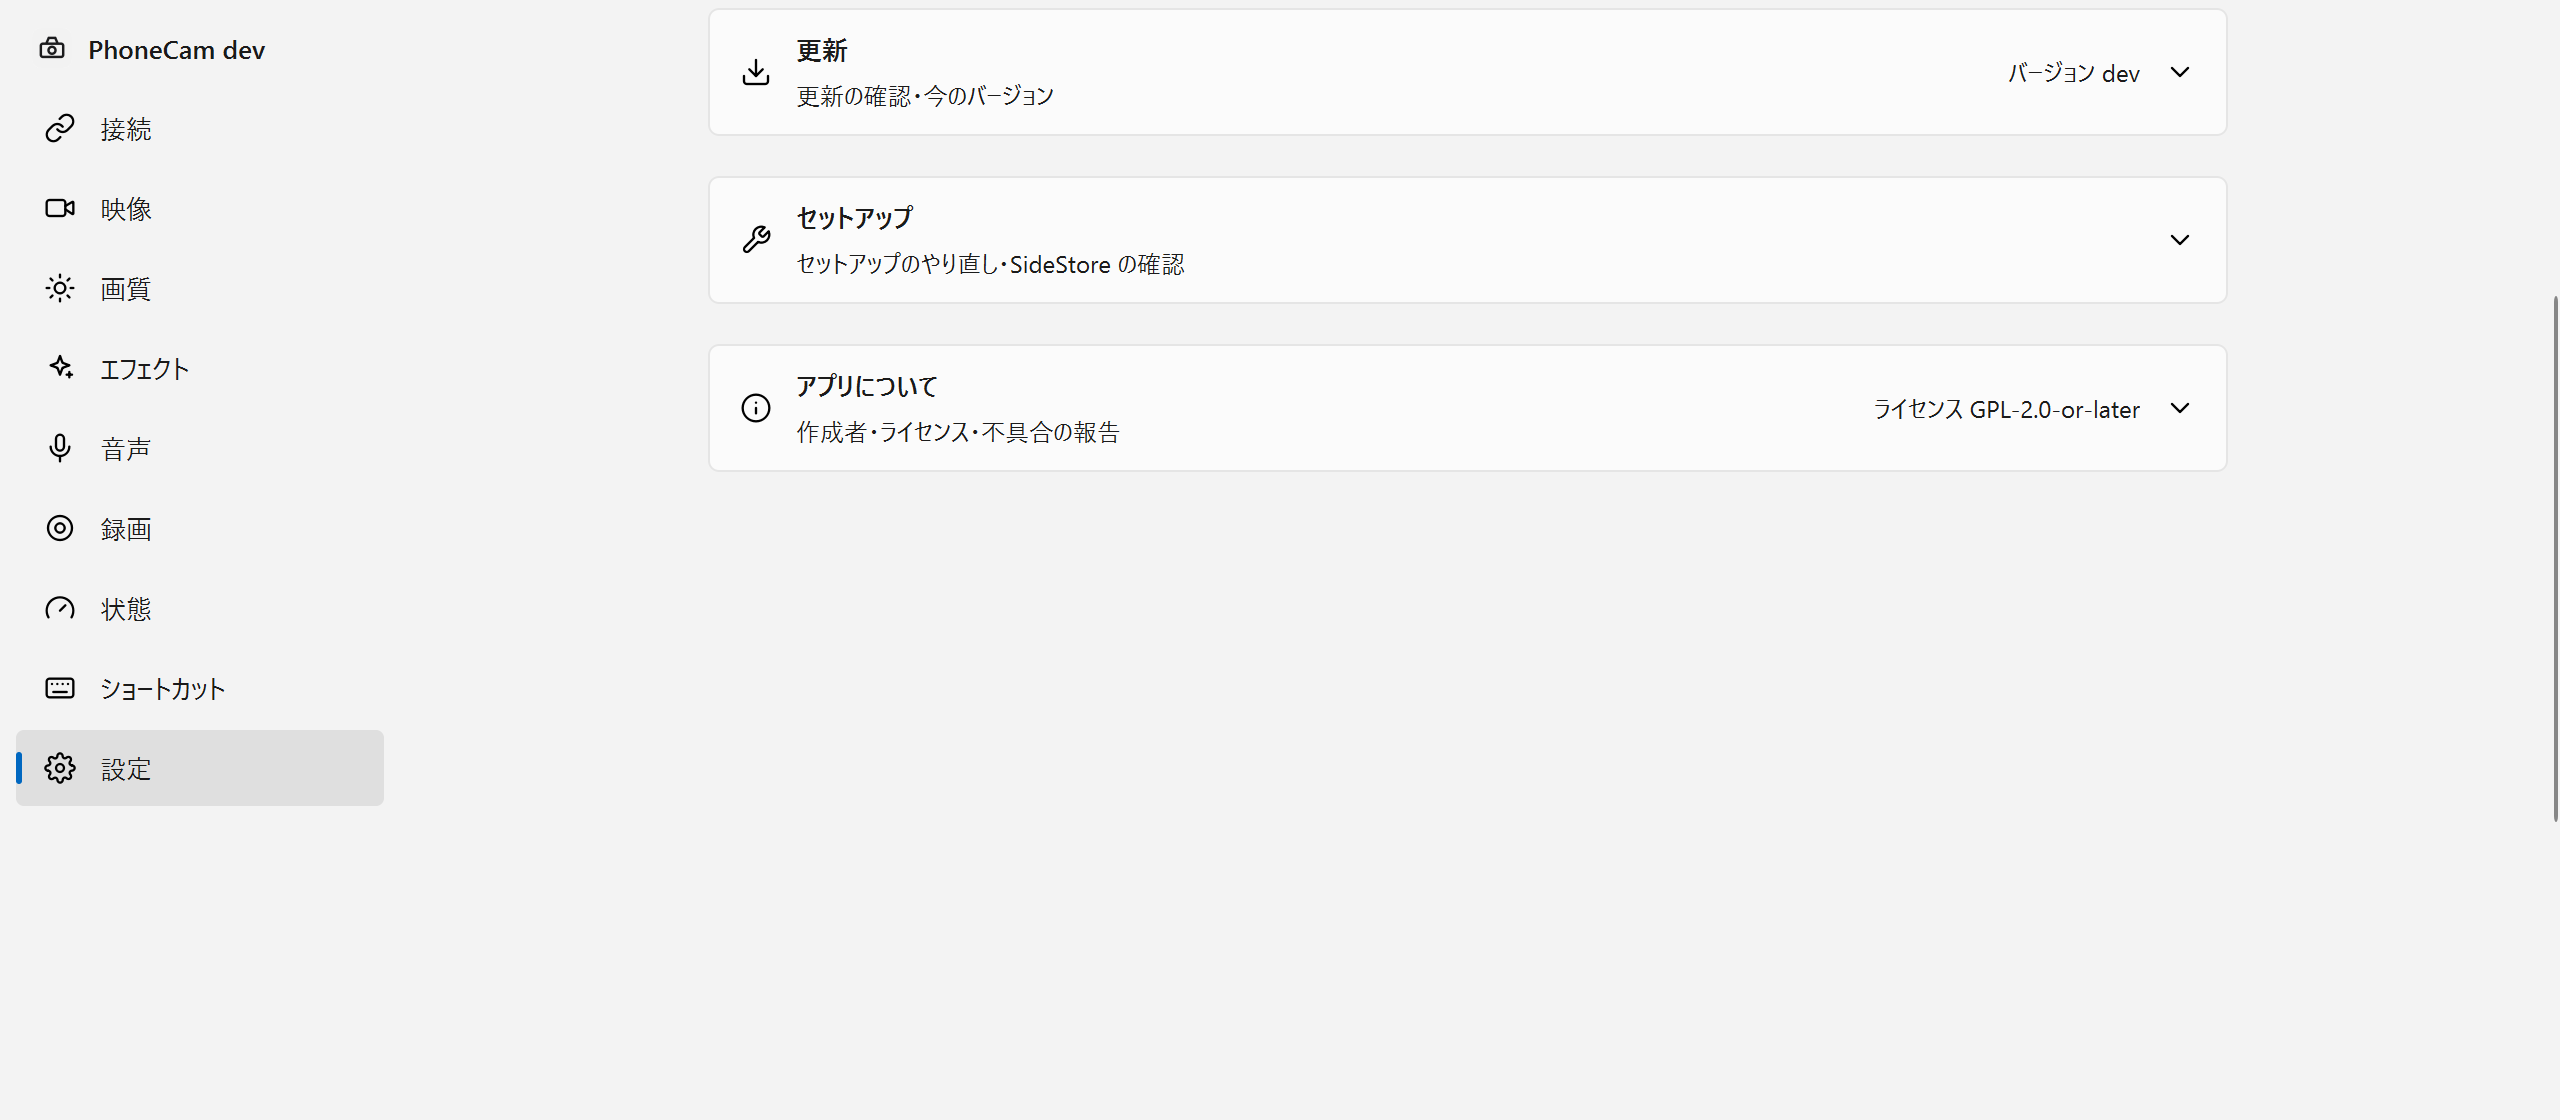 PhoneCam dev
接続
映像
画質
エフェクト
音声
録画
状態
ショートカット
設定
更新
更新の確認・今のバージョン
バージョン dev
セットアップ
セットアップのやり直し・SideStore の確認
アプリについて
作成者・ライセンス・不具合の報告
ライセンス GPL-2.0-or-later